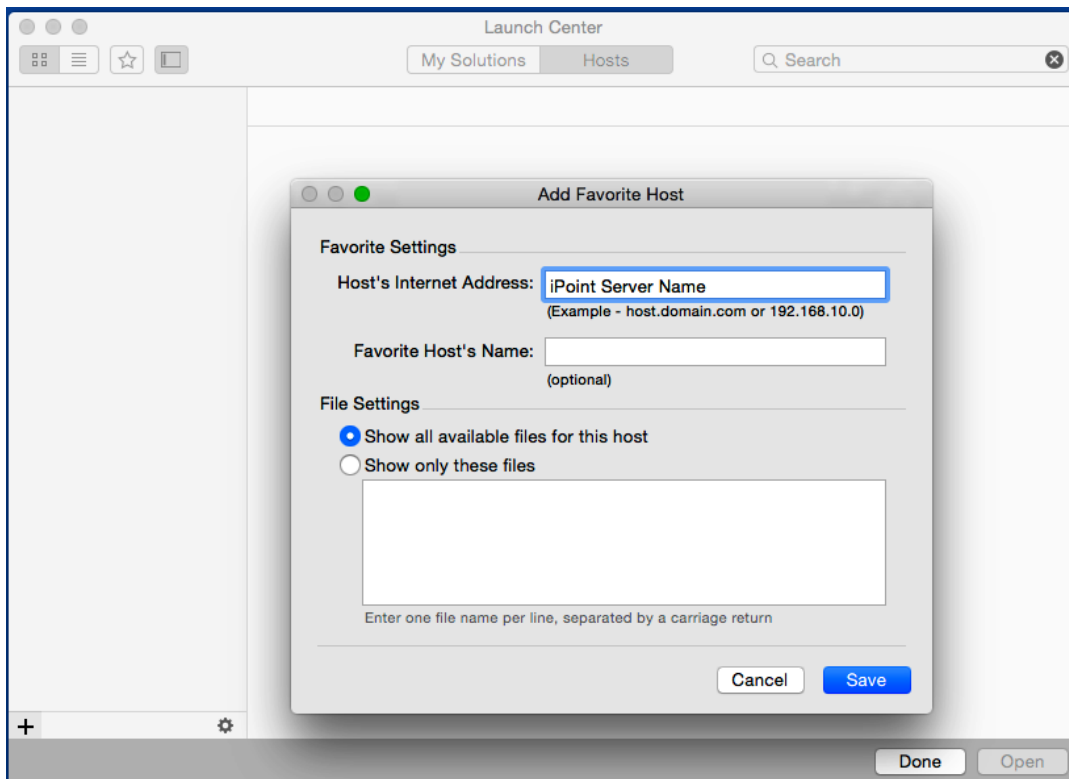 Launch Center
My Solutions
Hosts
Search
Add Favorite Host
Favorite Settings
Host's Internet Address:
iPoint Server Name
(Example - host.domain.com or 192.168.10.0)
Favorite Host's Name:
(optional)
File Settings
Show all available files for this host
Show only these files
Enter one file name per line, separated by a carriage return
Cancel
Save
Done
Open